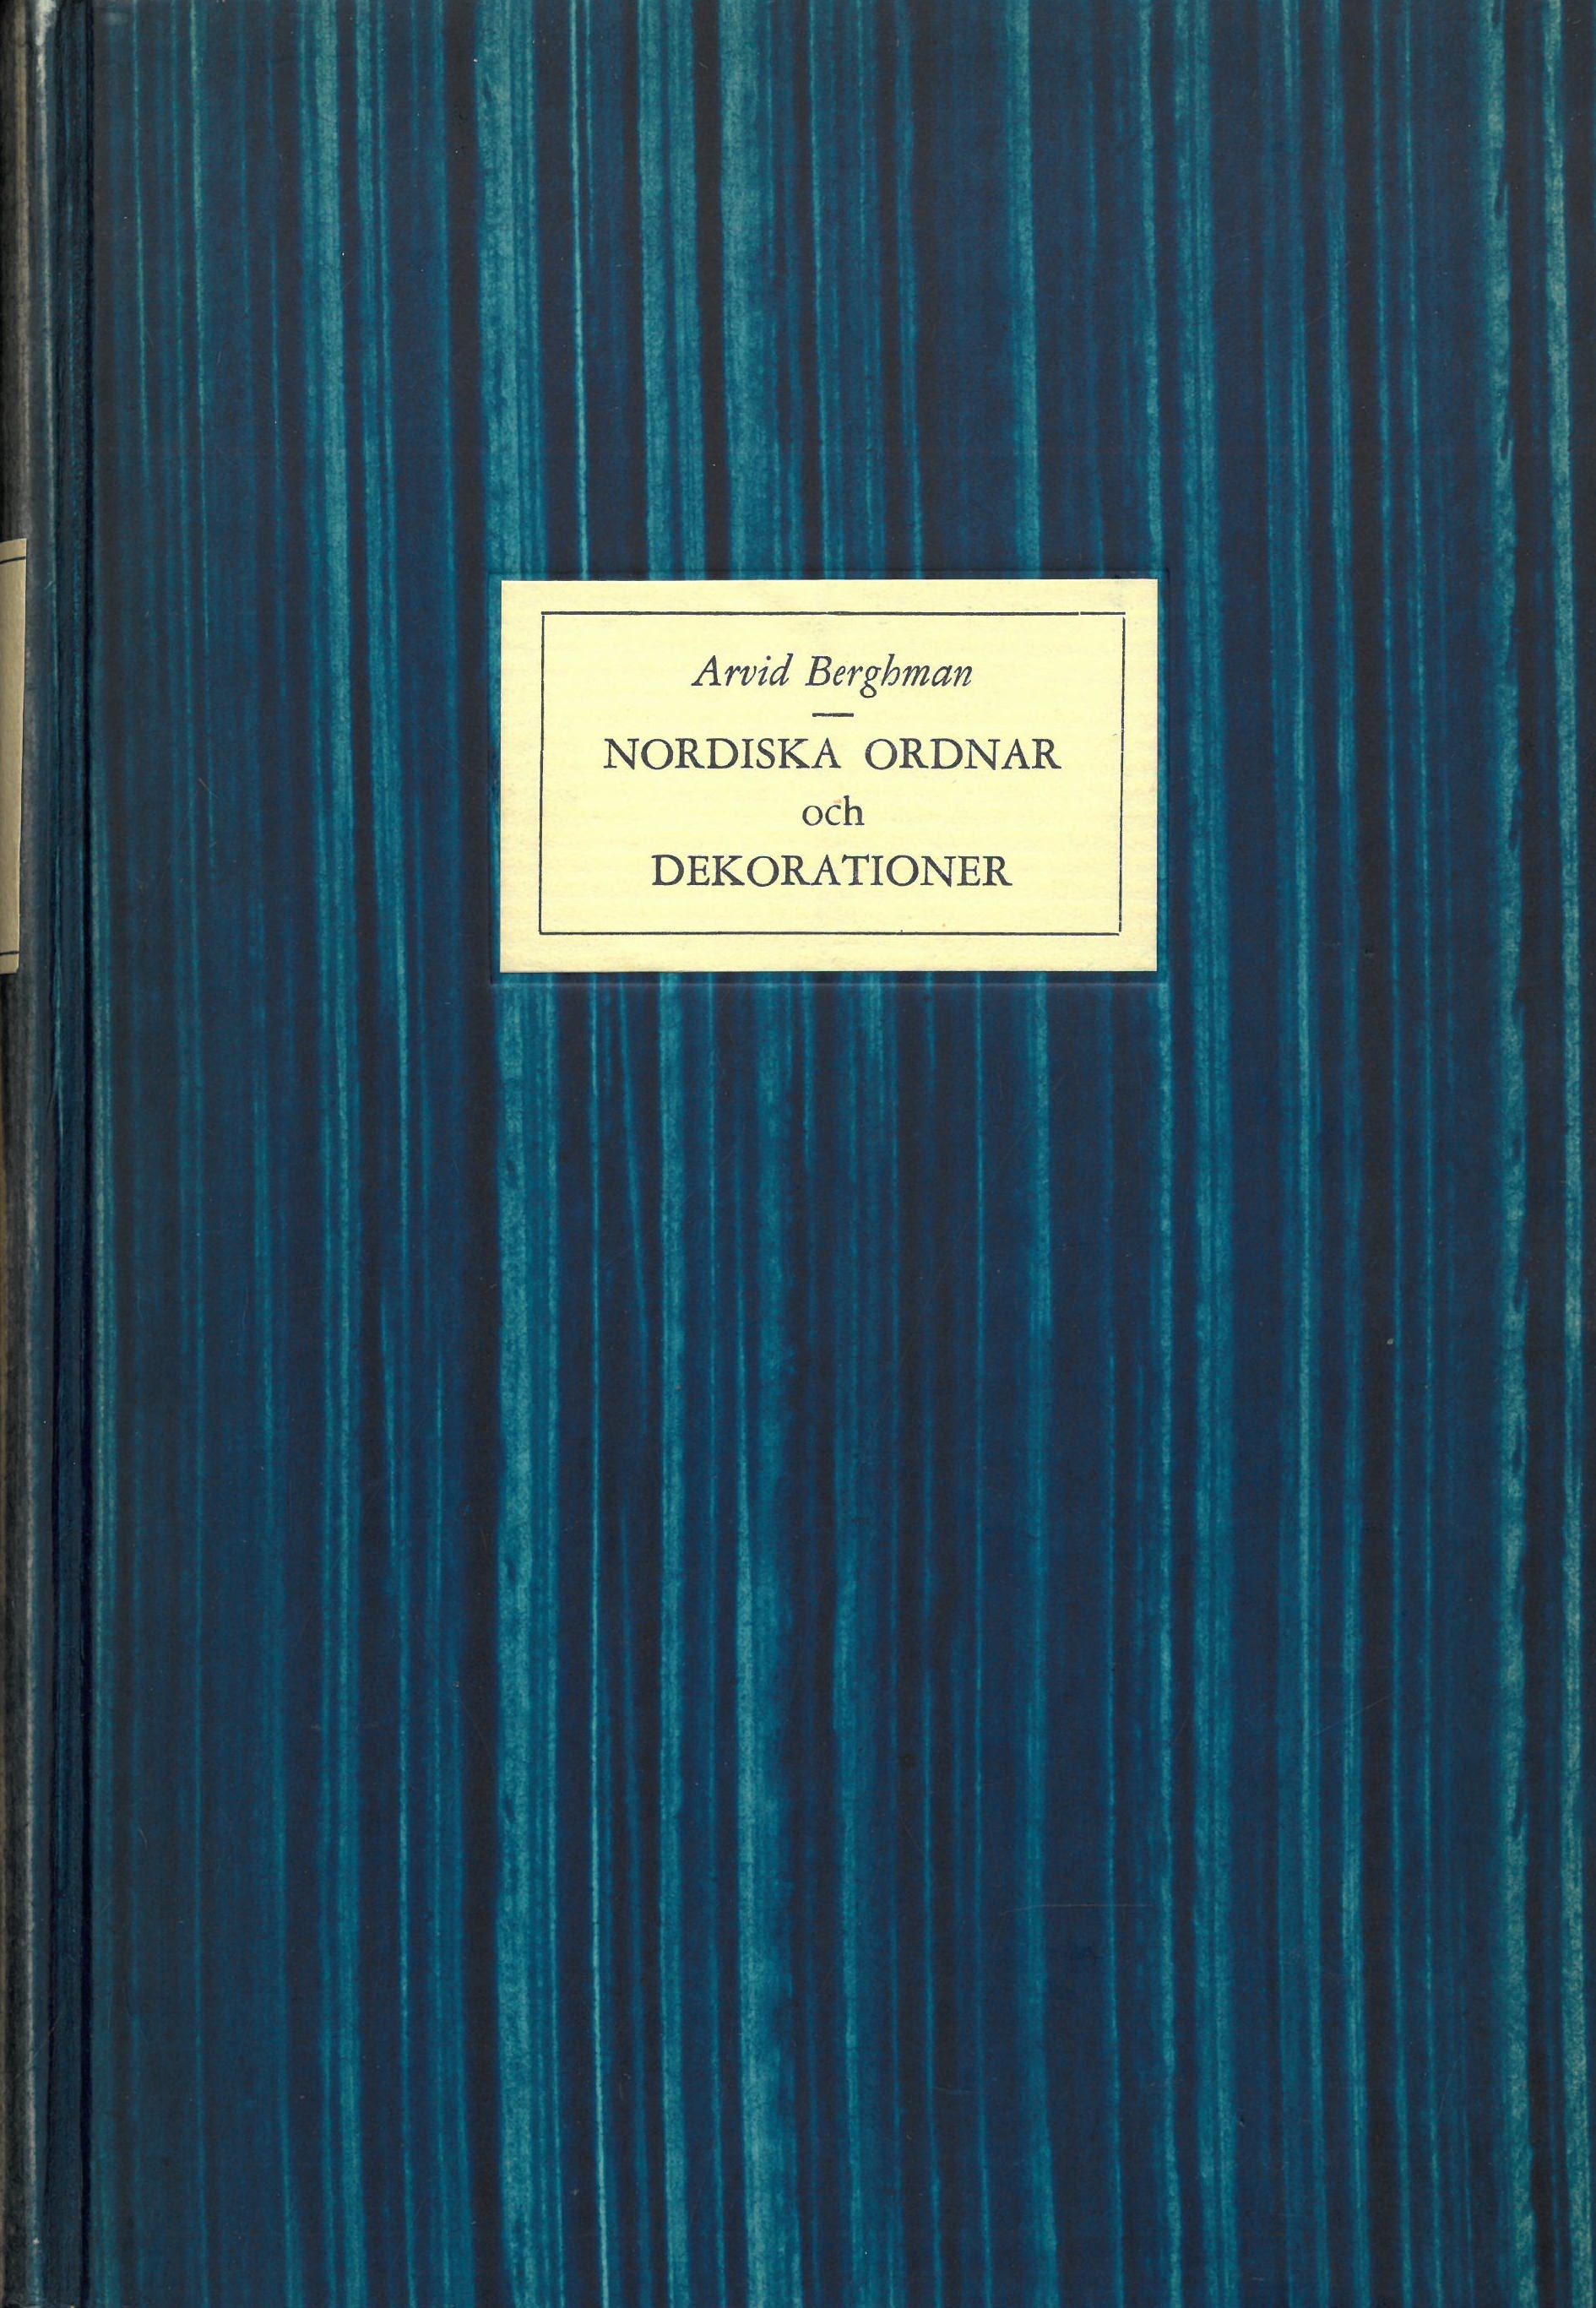 Arvid Berghman
NORDISKA ORDNAR
och
DEKORATIONER